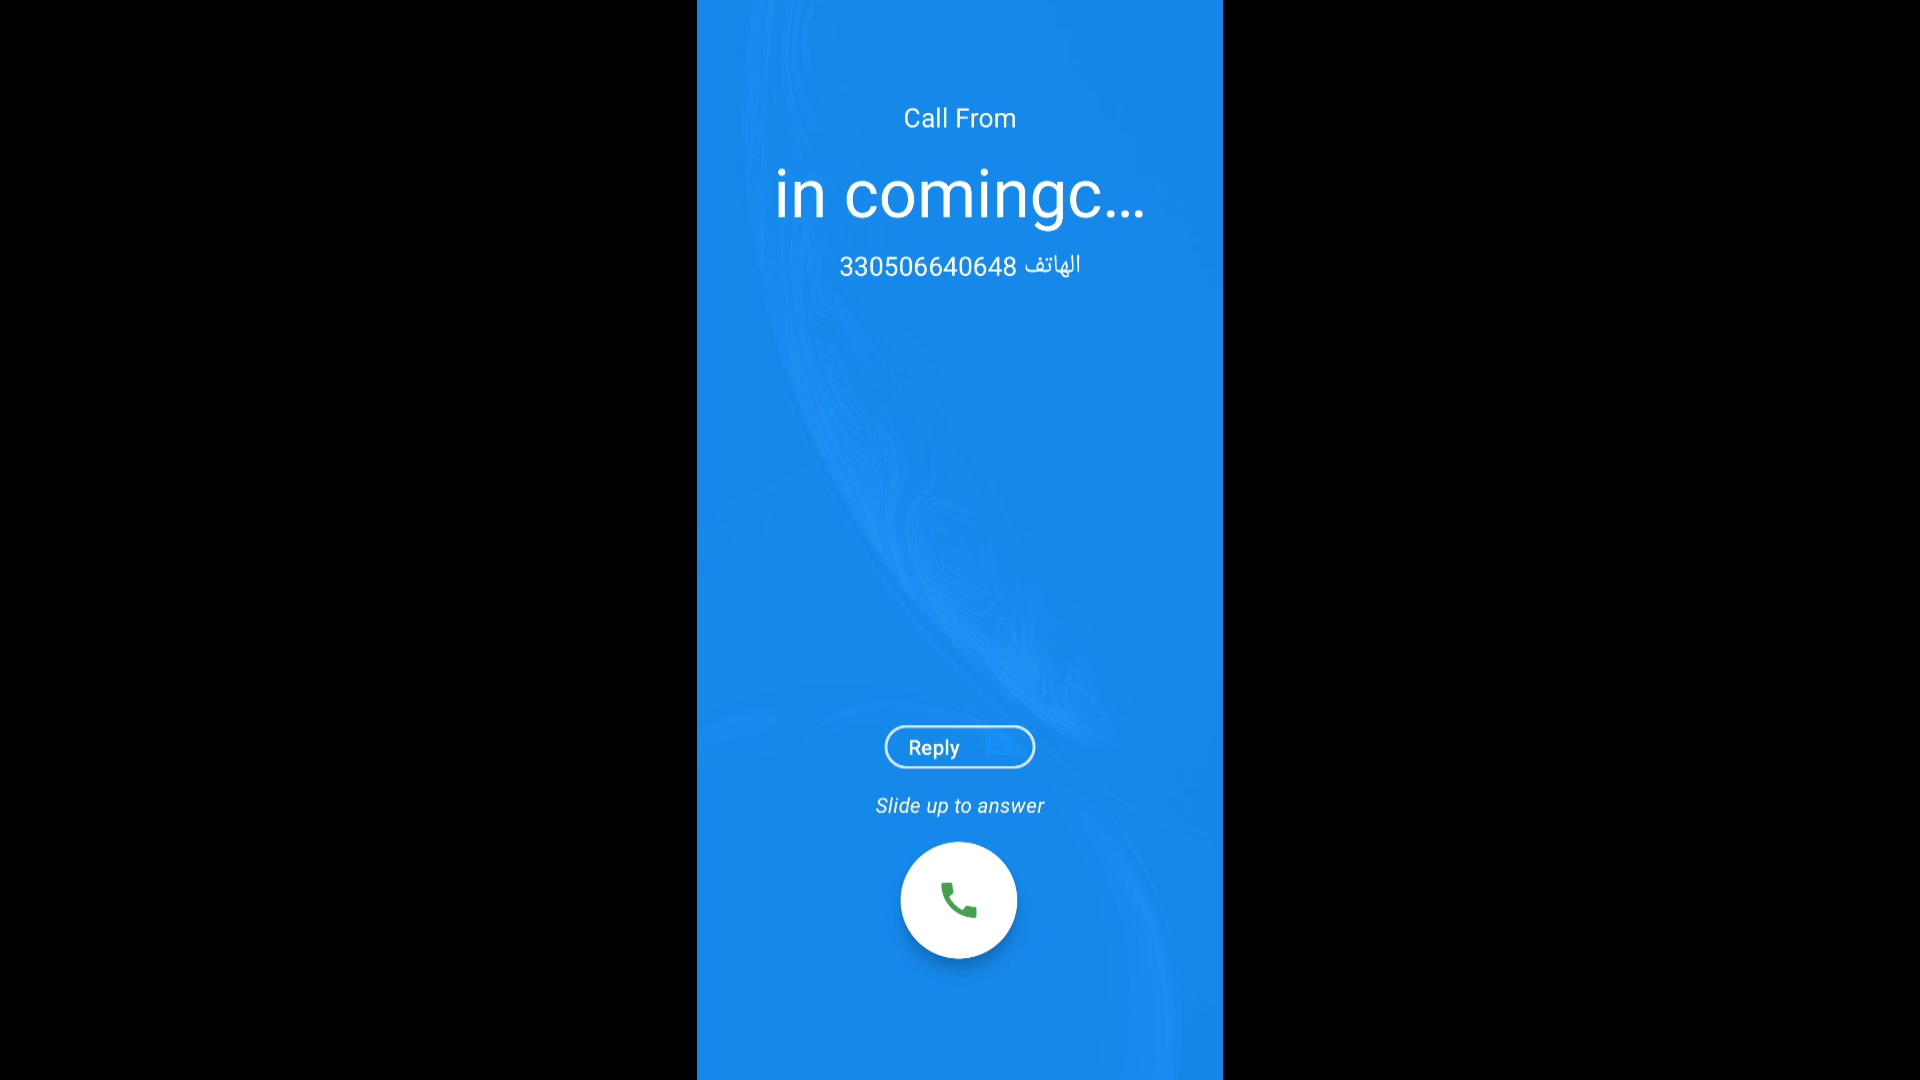 Call From
in comingc...
الهاتف 330506640648
Reply
Slide up to answer